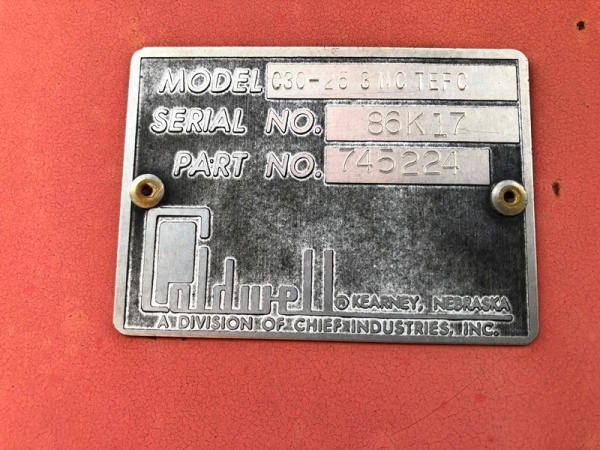 MODEL C30-25 3 NC TEFC
SERIAL NO. 86K17
PART NO. 745224
Caldwell ® KEARNEY, NEBRASKA
A DIVISION OF CHIEF INDUSTRIES, INC.